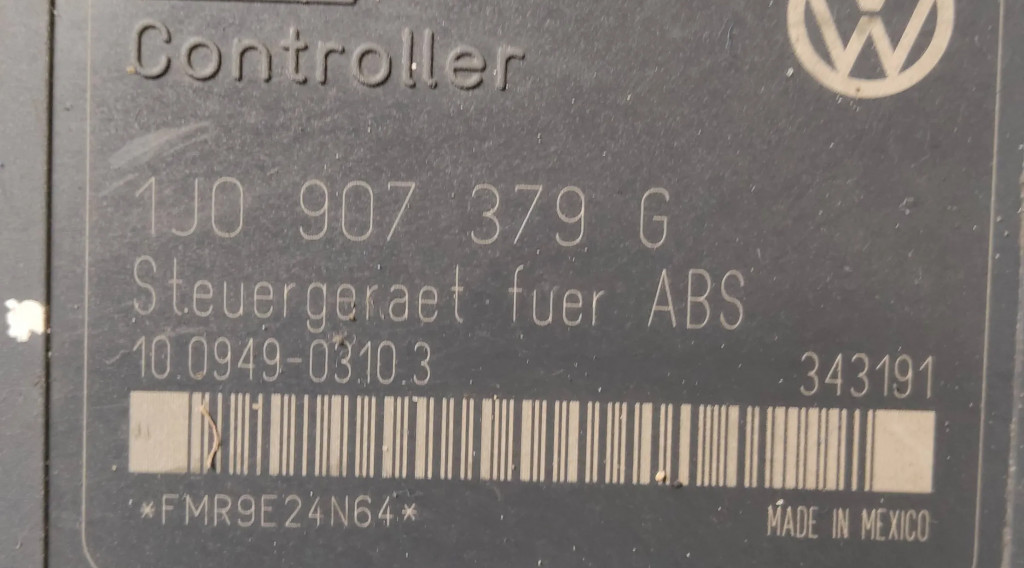 Controller
1J0 907 379 G
Steuergeraet fuer ABS
10.0949-0310.3 343191
*FMR9E24N64*
MADE IN MEXICO